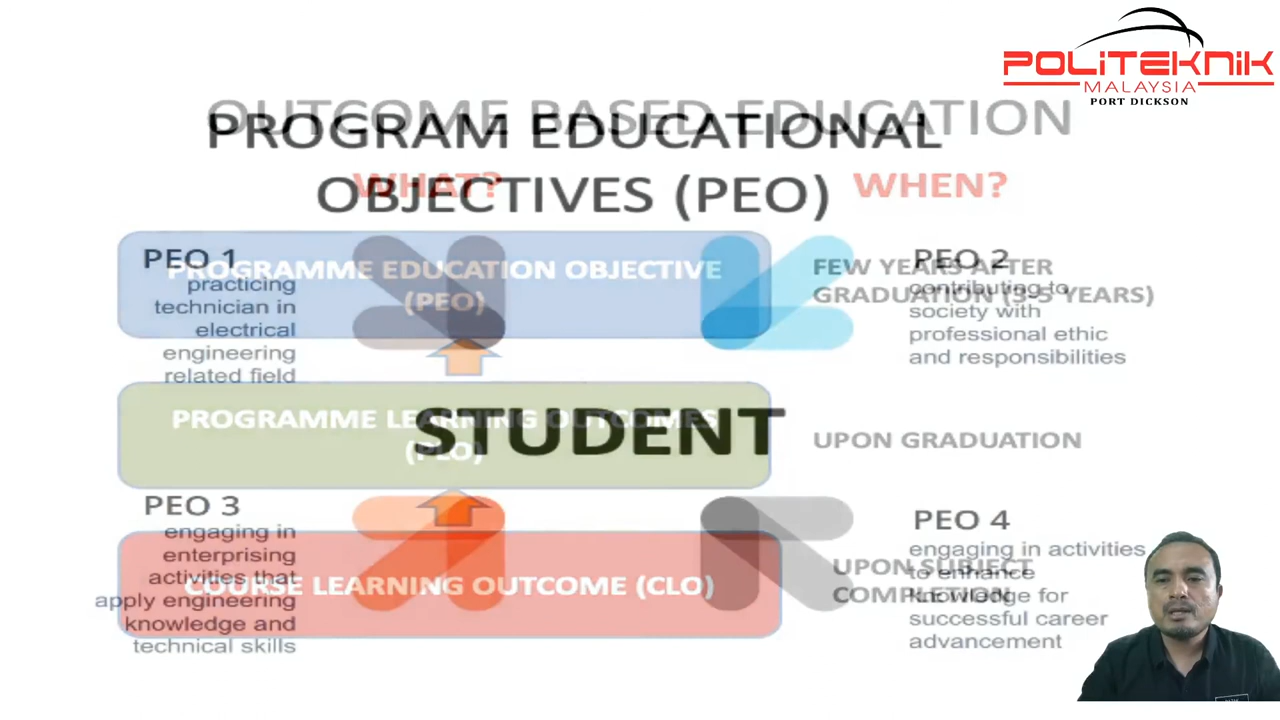 POLITEKNIK
MALAYSIA
PORT DICKSON
OUTCOME BASED EDUCATION
PROGRAM EDUCATIONAL
OBJECTIVES (PEO)
WHAT?
WHEN?
PEO 1
practicing
technician in
electrical
engineering
related field
PROGRAMME EDUCATION OBJECTIVE
(PEO)
FEW YEARS AFTER
GRADUATION (3-5 YEARS)
PEO 2
contributing to
society with
professional ethic
and responsibilities
PROGRAMME LEARNING OUTCOMES
(PLO)
STUDENT
UPON GRADUATION
PEO 3
engaging in
enterprising
activities that
apply engineering
knowledge and
technical skills
COURSE LEARNING OUTCOME (CLO)
UPON SUBJECT
COMPLETION
PEO 4
engaging in activities
to enhance
knowledge for
successful career
advancement